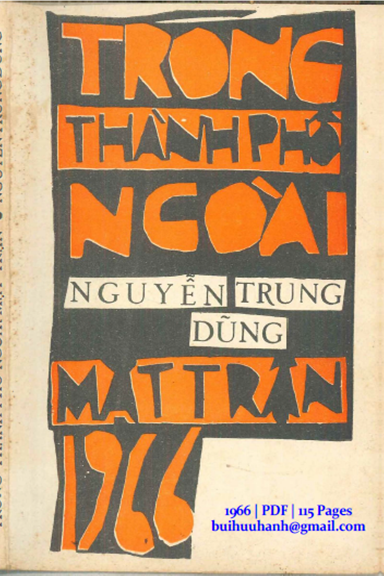 TRONG
THÀNH PHỐ
NGOÀI
NGUYỄN TRUNG
DŨNG
MẶT TRẬN
1966
1966 | PDF | 115 Pages
buihuuhanh@gmail.com